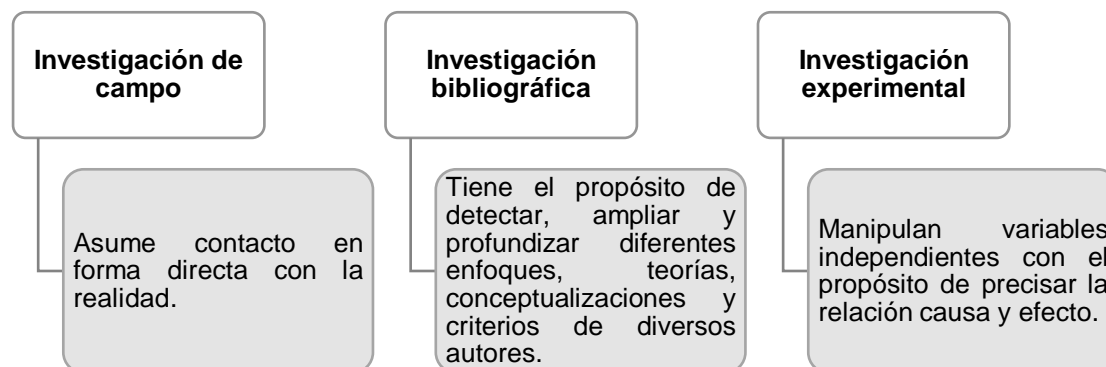 Investigación de
campo
Asume contacto en
forma directa con la
realidad.
Investigación
bibliográfica
Tiene el propósito de
detectar, ampliar y
profundizar diferentes
enfoques, teorías,
conceptualizaciones y
criterios de diversos
autores.
Investigación
experimental
Manipulan variables
independientes con el
propósito de precisar la
relación causa y efecto.